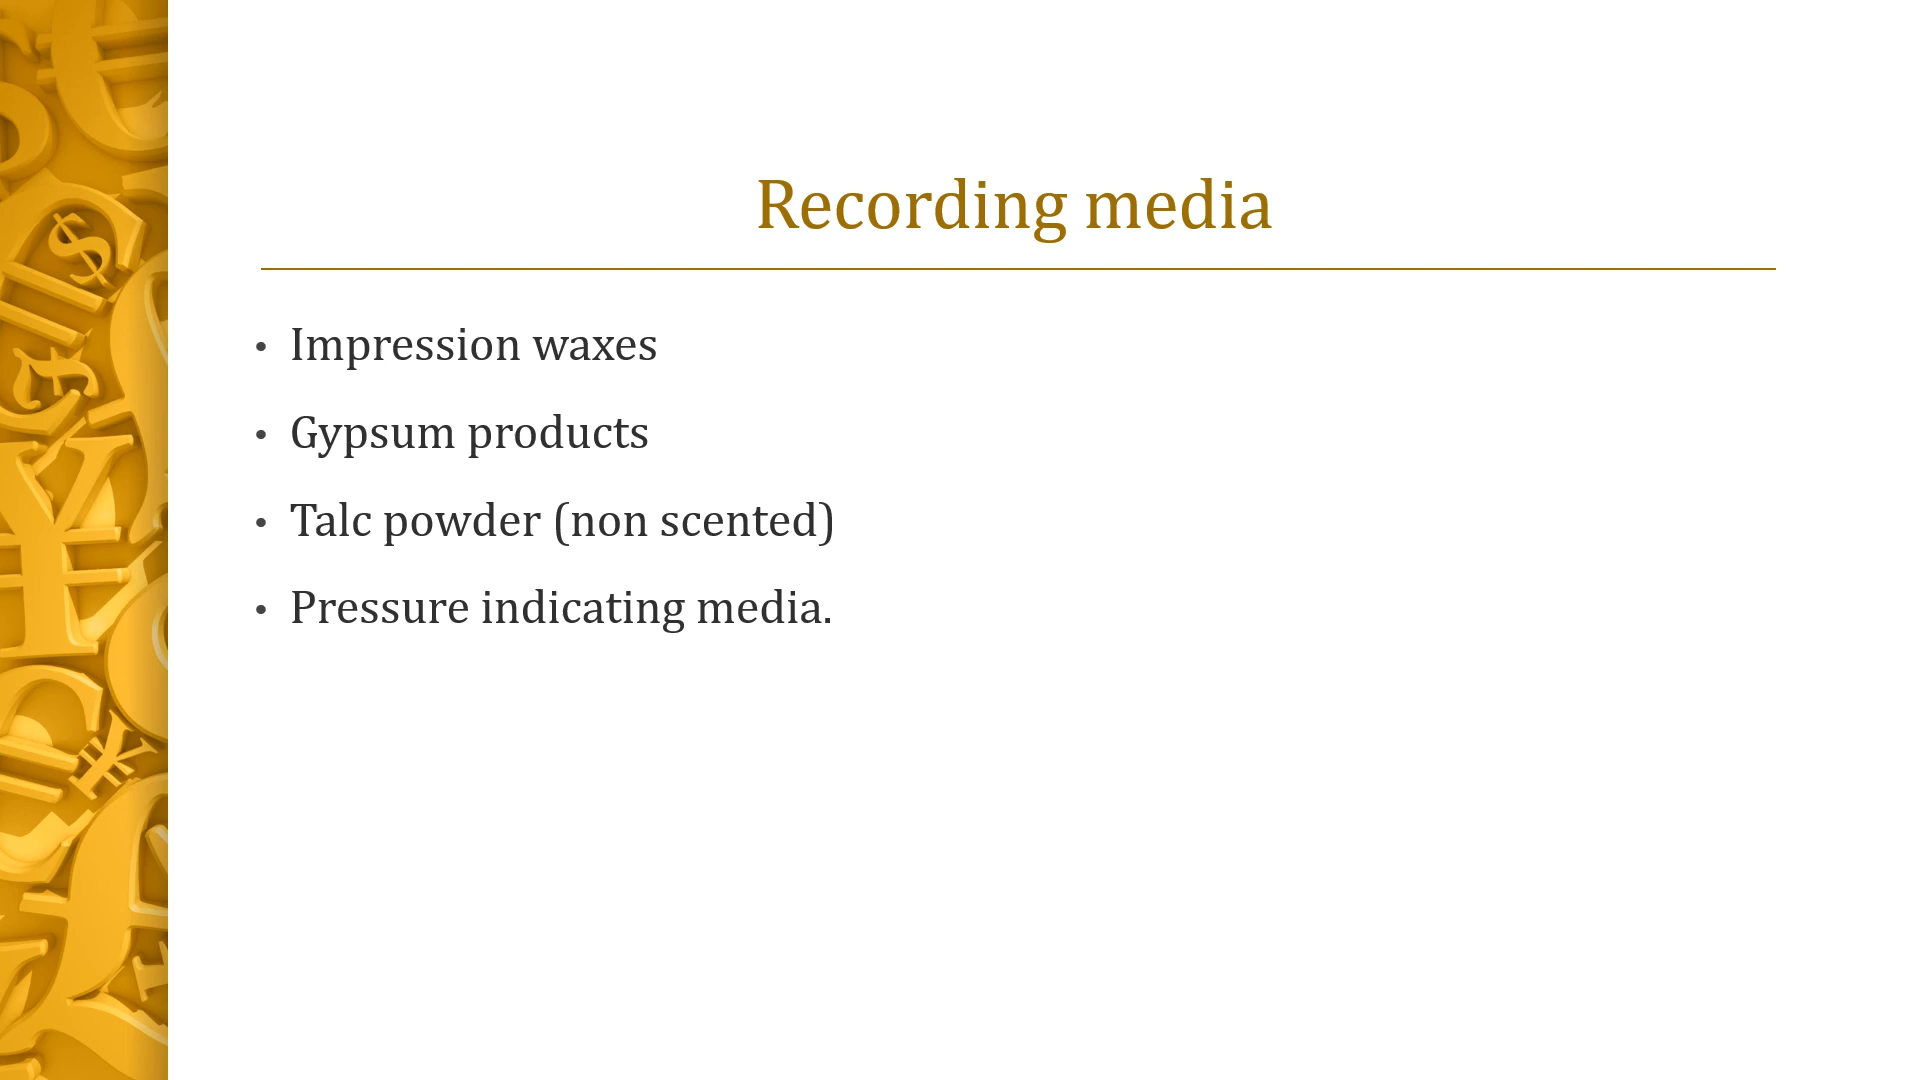 Recording media
• Impression waxes
• Gypsum products
• Talc powder (non scented)
• Pressure indicating media.